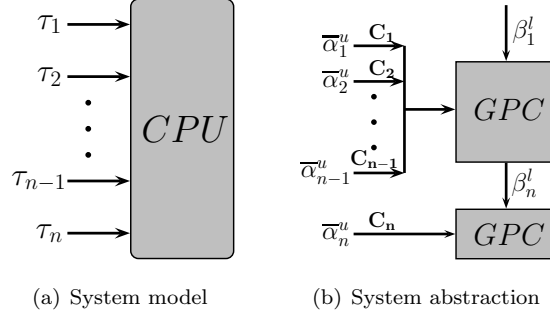 τ₁
τ₂
τₙ₋₁
τₙ
CPU
(a) System model
ᾱ₁ᵘ C₁
ᾱ₂ᵘ C₂
ᾱₙ₋₁ᵘ Cₙ₋₁
ᾱₙᵘ Cₙ
β₁ˡ
GPC
βₙˡ
GPC
(b) System abstraction